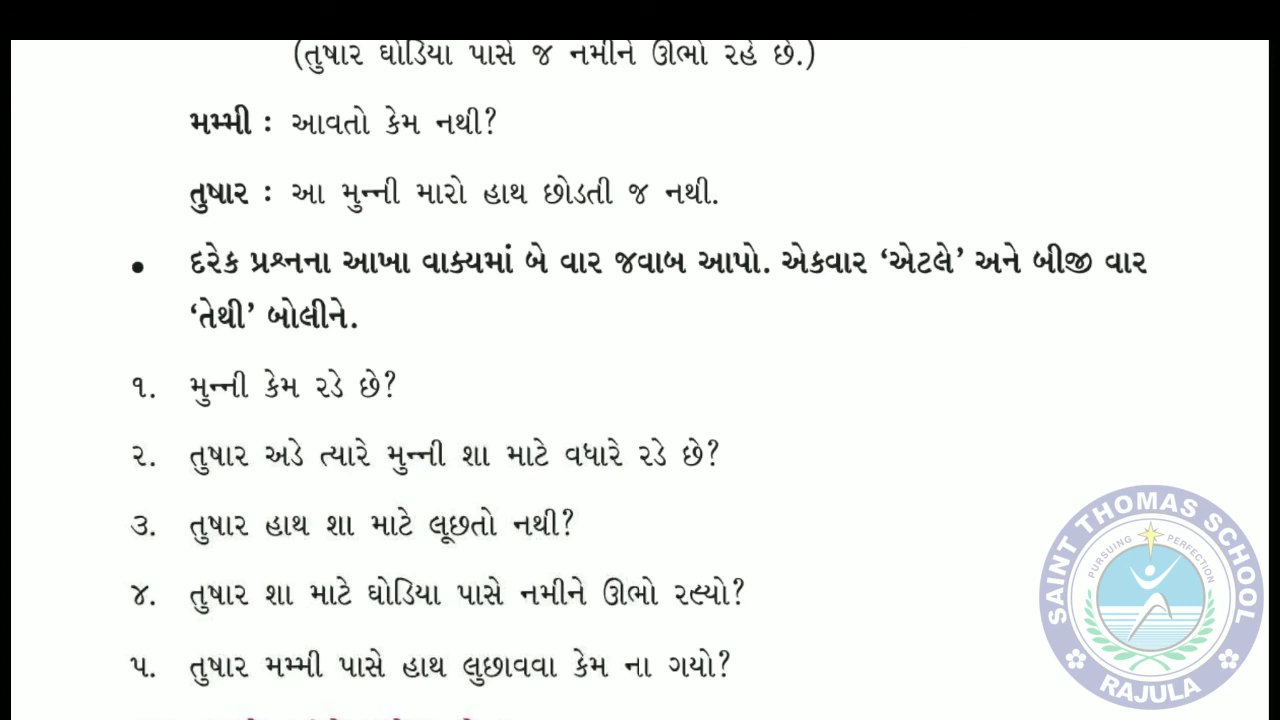 (તુષાર ઘોડિયા પાસે જ નમીને ઊભો રહે છે.)
મમ્મી : આવતો કેમ નથી?
તુષાર : આ મુન્ની મારો હાથ છોડતી જ નથી.
• દરેક પ્રશ્નના આખા વાક્યમાં બે વાર જવાબ આપો. એકવાર ‘એટલે’ અને બીજી વાર
‘તેથી’ બોલીને.
૧. મુન્ની કેમ રડે છે?
૨. તુષાર અડે ત્યારે મુન્ની શા માટે વધારે રડે છે?
૩. તુષાર હાથ શા માટે લૂછતો નથી?
૪. તુષાર શા માટે ઘોડિયા પાસે નમીને ઊભો રહ્યો?
૫. તુષાર મમ્મી પાસે હાથ લુછાવવા કેમ ના ગયો?
SAINT THOMAS SCHOOL
PURSUING PERFECTION
RAJULA